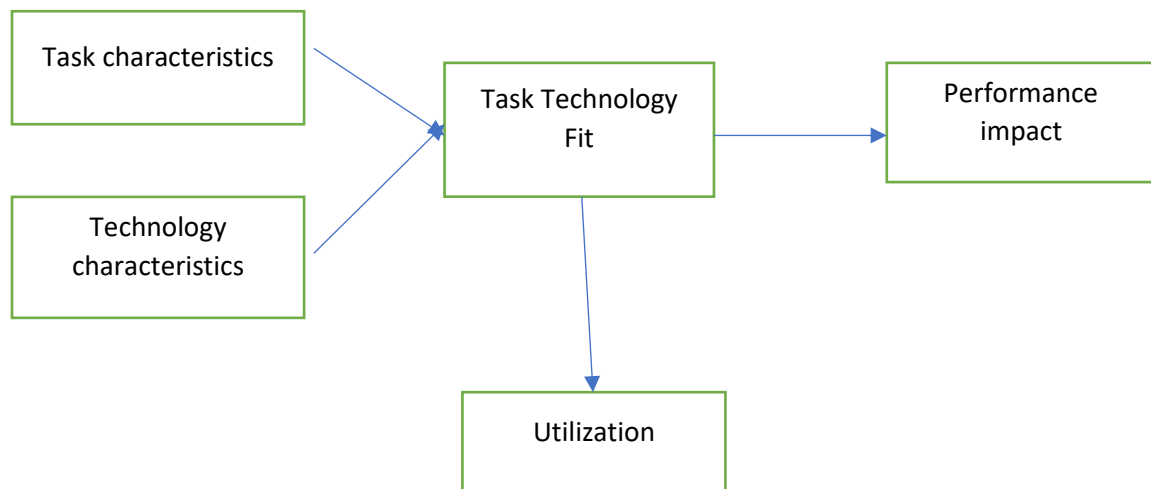 Task characteristics
Task Technology
Fit
Performance
impact
Technology
characteristics
Utilization